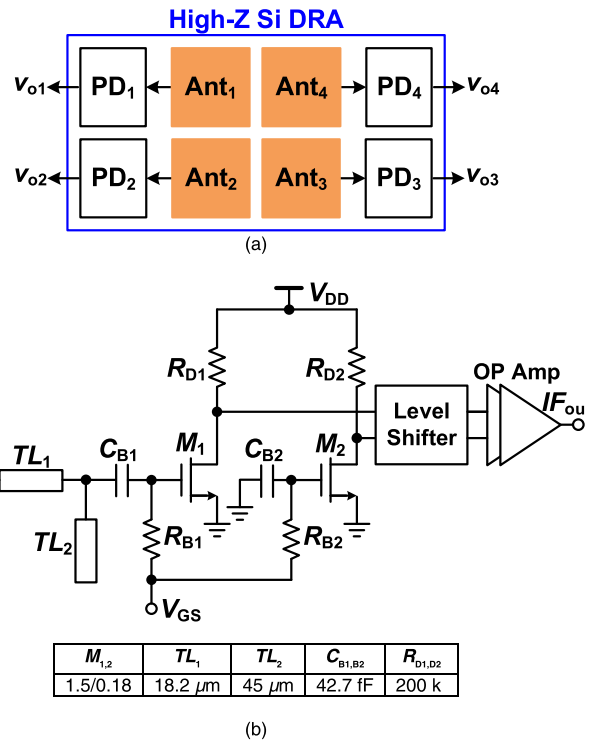 High-Z Si DRA
vo1 PD1 Ant1 Ant4 PD4 vo4
vo2 PD2 Ant2 Ant3 PD3 vo3
(a)
VDD
RD1 RD2
OP Amp
Level Shifter
IFou
CB1 M1 CB2 M2
TL1
TL2
RB1 RB2
VGS
M1,2 TL1 TL2 CB1,B2 RD1,D2
1.5/0.18 18.2 µm 45 µm 42.7 fF 200 k
(b)